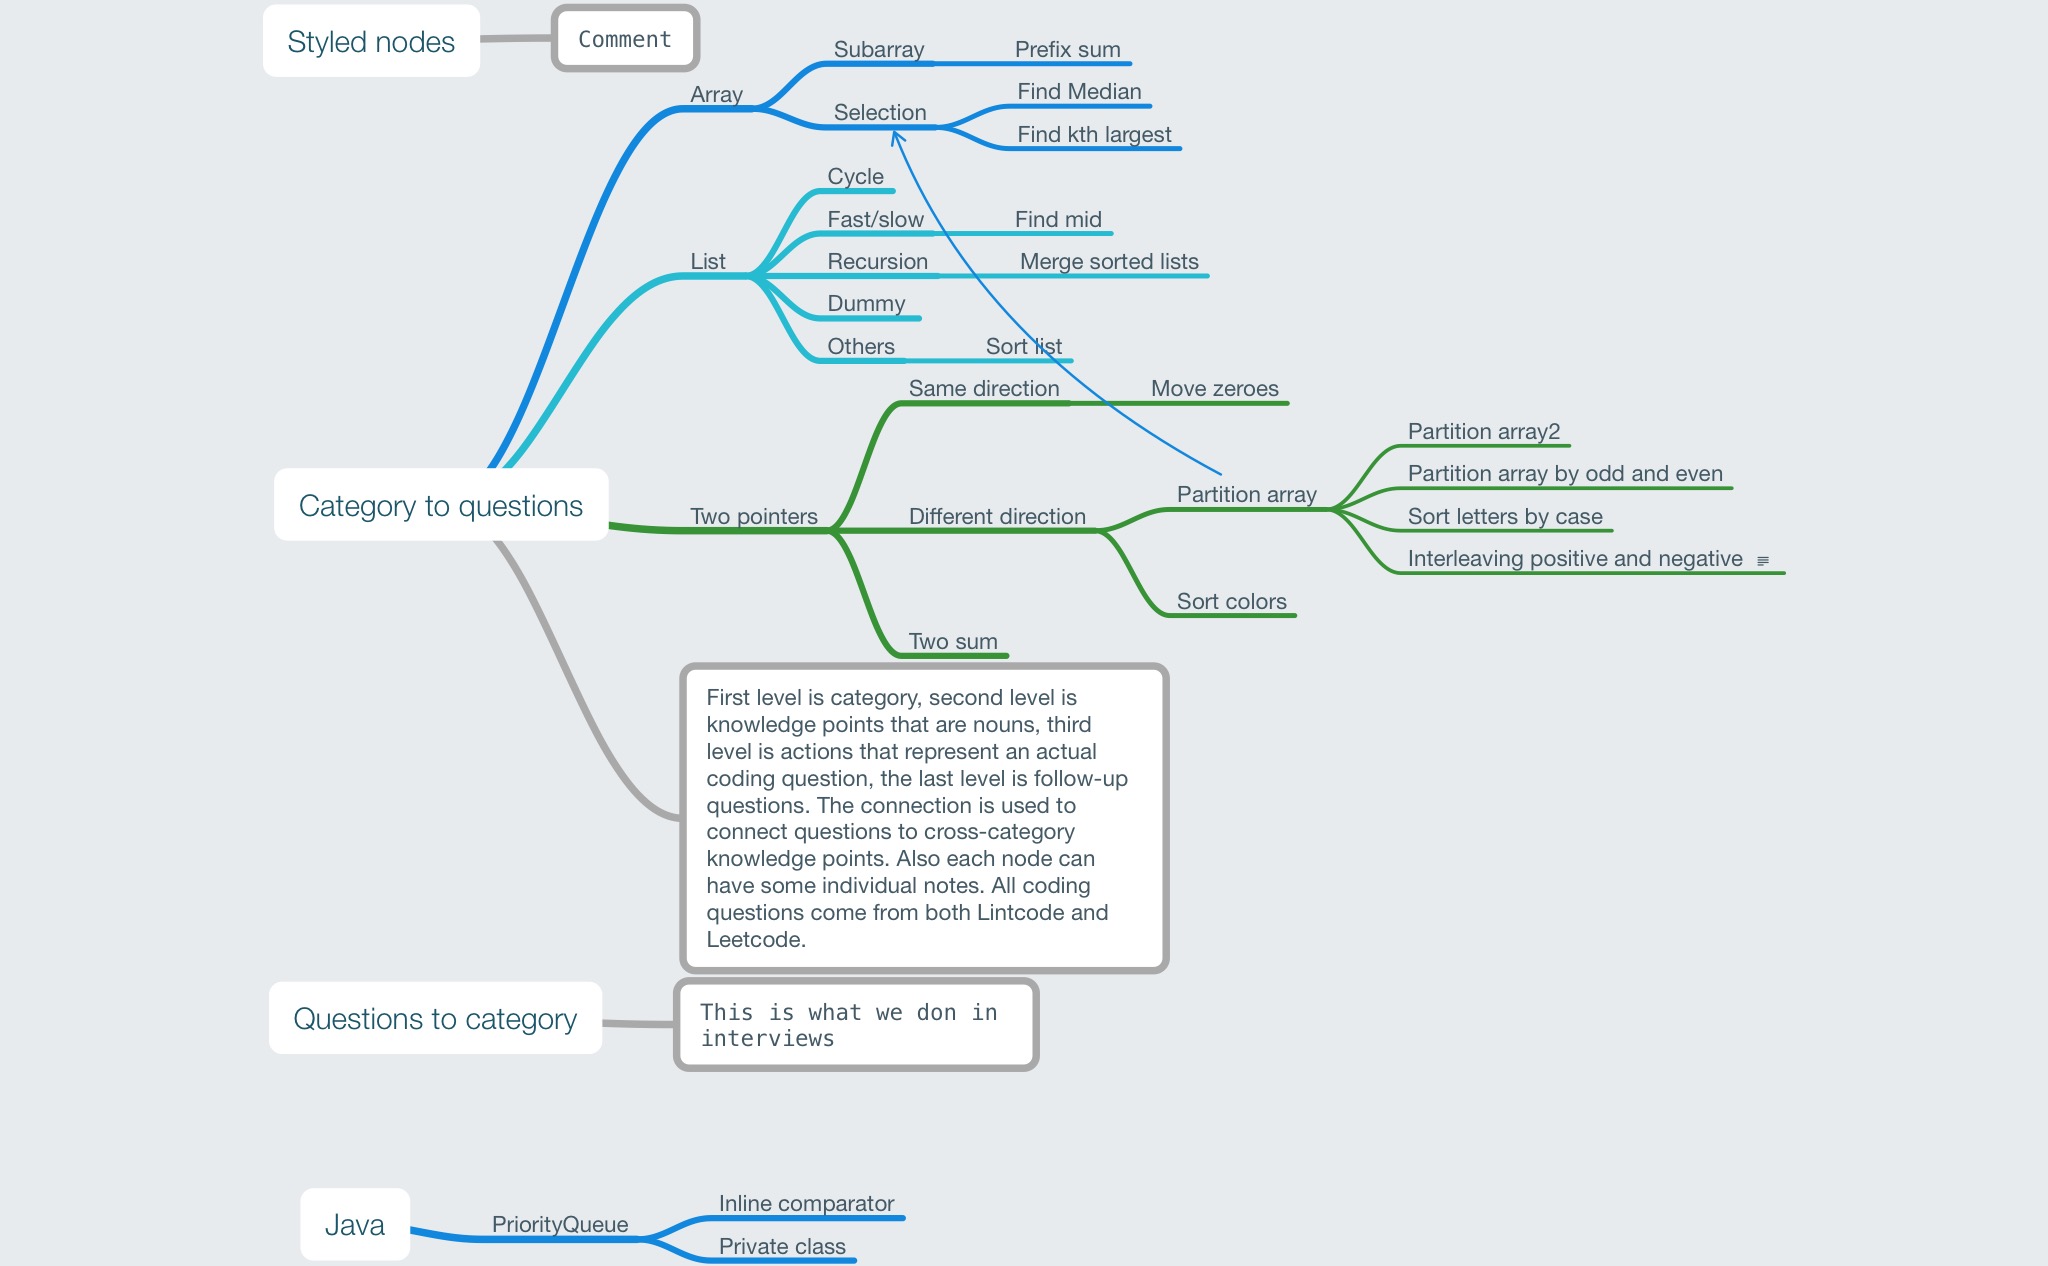 Styled nodes
Comment
Subarray
Prefix sum
Array
Find Median
Selection
Find kth largest
Cycle
Fast/slow
Find mid
List
Recursion
Merge sorted lists
Dummy
Others
Sort list
Same direction
Move zeroes
Partition array2
Partition array by odd and even
Category to questions
Two pointers
Different direction
Partition array
Sort letters by case
Interleaving positive and negative
Sort colors
Two sum
First level is category, second level is
knowledge points that are nouns, third
level is actions that represent an actual
coding question, the last level is follow-up
questions. The connection is used to
connect questions to cross-category
knowledge points. Also each node can
have some individual notes. All coding
questions come from both Lintcode and
Leetcode.
Questions to category
This is what we don in
interviews
Java
PriorityQueue
Inline comparator
Private class